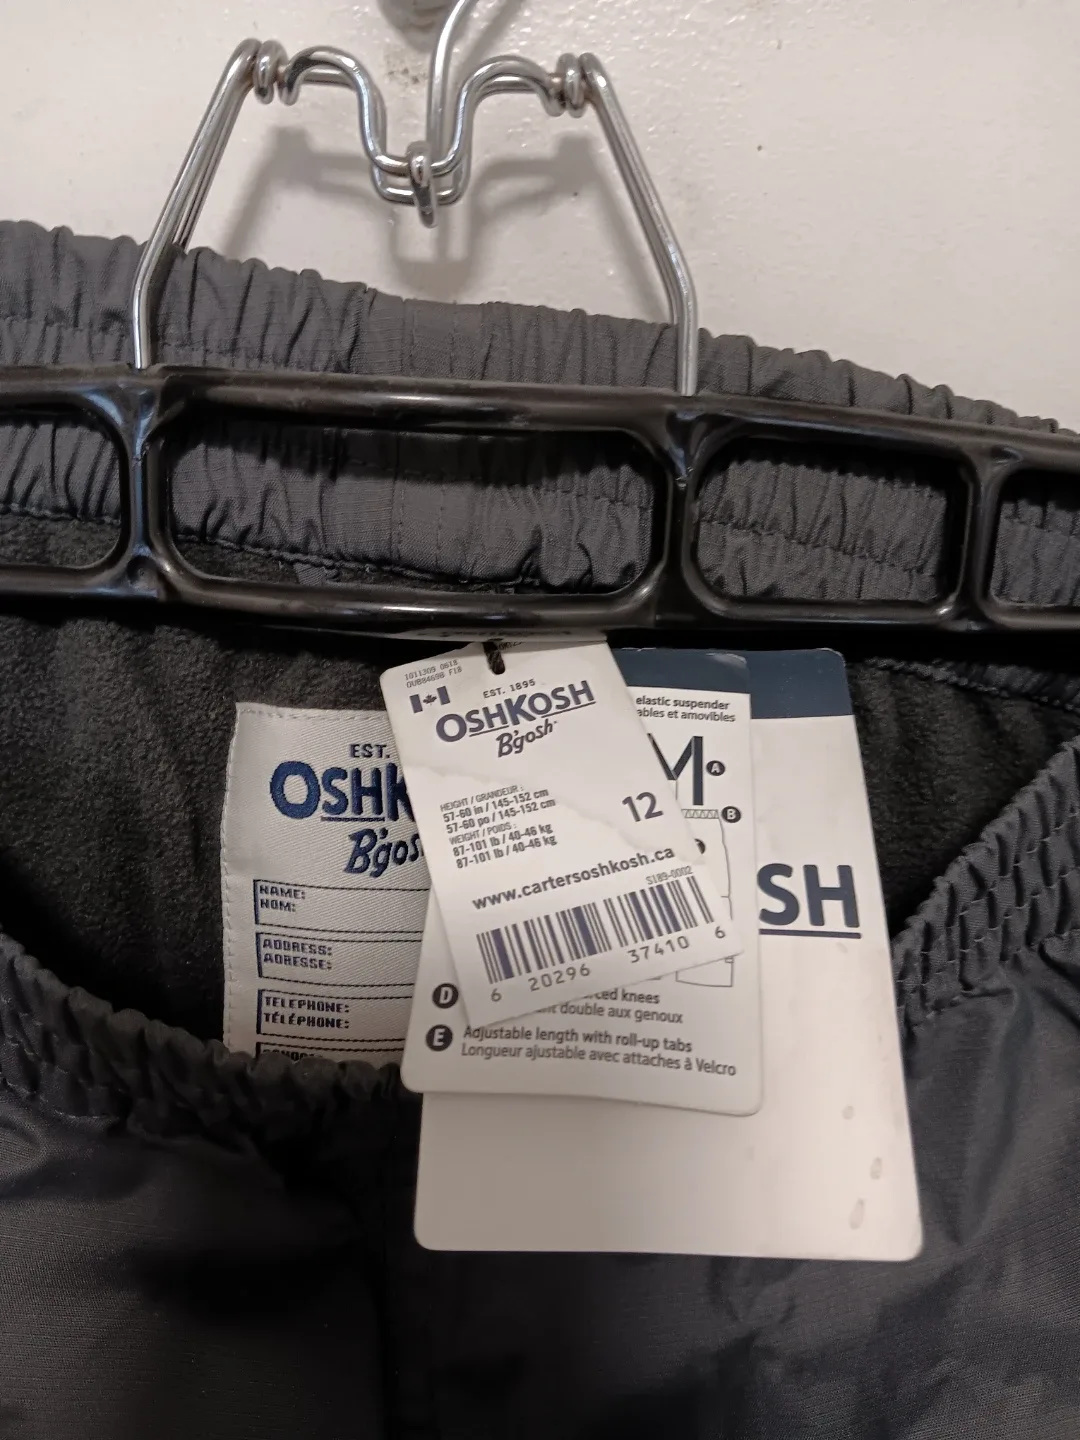 1011309 0618
OUB8469B F18
EST. 1895
OSHKOSH
B'gosh
HEIGHT / GRANDEUR :
57-60 in / 145-152 cm
57-60 po / 145-152 cm
WEIGHT / POIDS :
87-101 lb / 40-46 kg
87-101 lb / 40-46 kg
12
www.cartersoshkosh.ca
S189-0002
6 20296 37410 6
elastic suspender
ables et amovibles
A
B
D
ced knees
double aux genoux
E
Adjustable length with roll-up tabs
Longueur ajustable avec attaches à Velcro
SH
EST.
OSHK
B'gos
NAME:
NOM:
ADDRESS:
ADRESSE:
TELEPHONE:
TÉLÉPHONE: